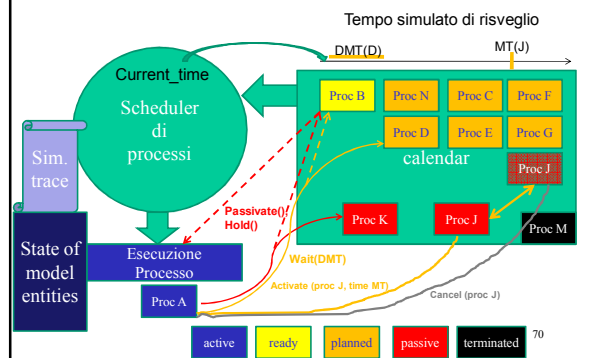 Tempo simulato di risveglio
DMT(D)
MT(J)
Current_time
Scheduler
di
processi
Proc B
Proc N
Proc C
Proc F
Proc D
Proc E
Proc G
calendar
Proc J
Sim.
trace
Passivate()
Hold()
Proc K
Proc J
Proc M
State of
model
entities
Esecuzione
Processo
Wait(DMT)
Proc A
Activate (proc J, time MT)
Cancel (proc J)
active
ready
planned
passive
terminated
70